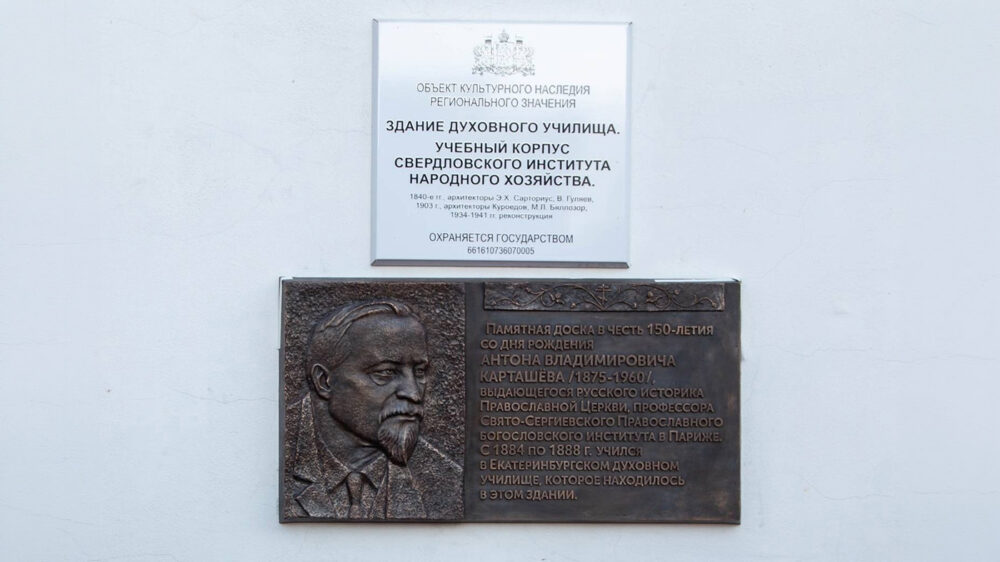 ОБЪЕКТ КУЛЬТУРНОГО НАСЛЕДИЯ
РЕГИОНАЛЬНОГО ЗНАЧЕНИЯ
ЗДАНИЕ ДУХОВНОГО УЧИЛИЩА.
УЧЕБНЫЙ КОРПУС
СВЕРДЛОВСКОГО ИНСТИТУТА
НАРОДНОГО ХОЗЯЙСТВА.
1840-е гг., архитекторы Э.Х. Сарториус, В. Гуляев,
1903 г., архитекторы Куроедов, М.Л. Бяллозор,
1934-1941 гг. реконструкция
ОХРАНЯЕТСЯ ГОСУДАРСТВОМ
661610736070005
Памятная доска в честь 150-летия
со дня рождения
Антона Владимировича
Карташёва /1875-1960/,
выдающегося русского историка
Православной Церкви, профессора
Свято-Сергиевского Православного
богословского института в Париже.
С 1884 по 1888 г. учился
в Екатеринбургском духовном
училище, которое находилось
в этом здании.